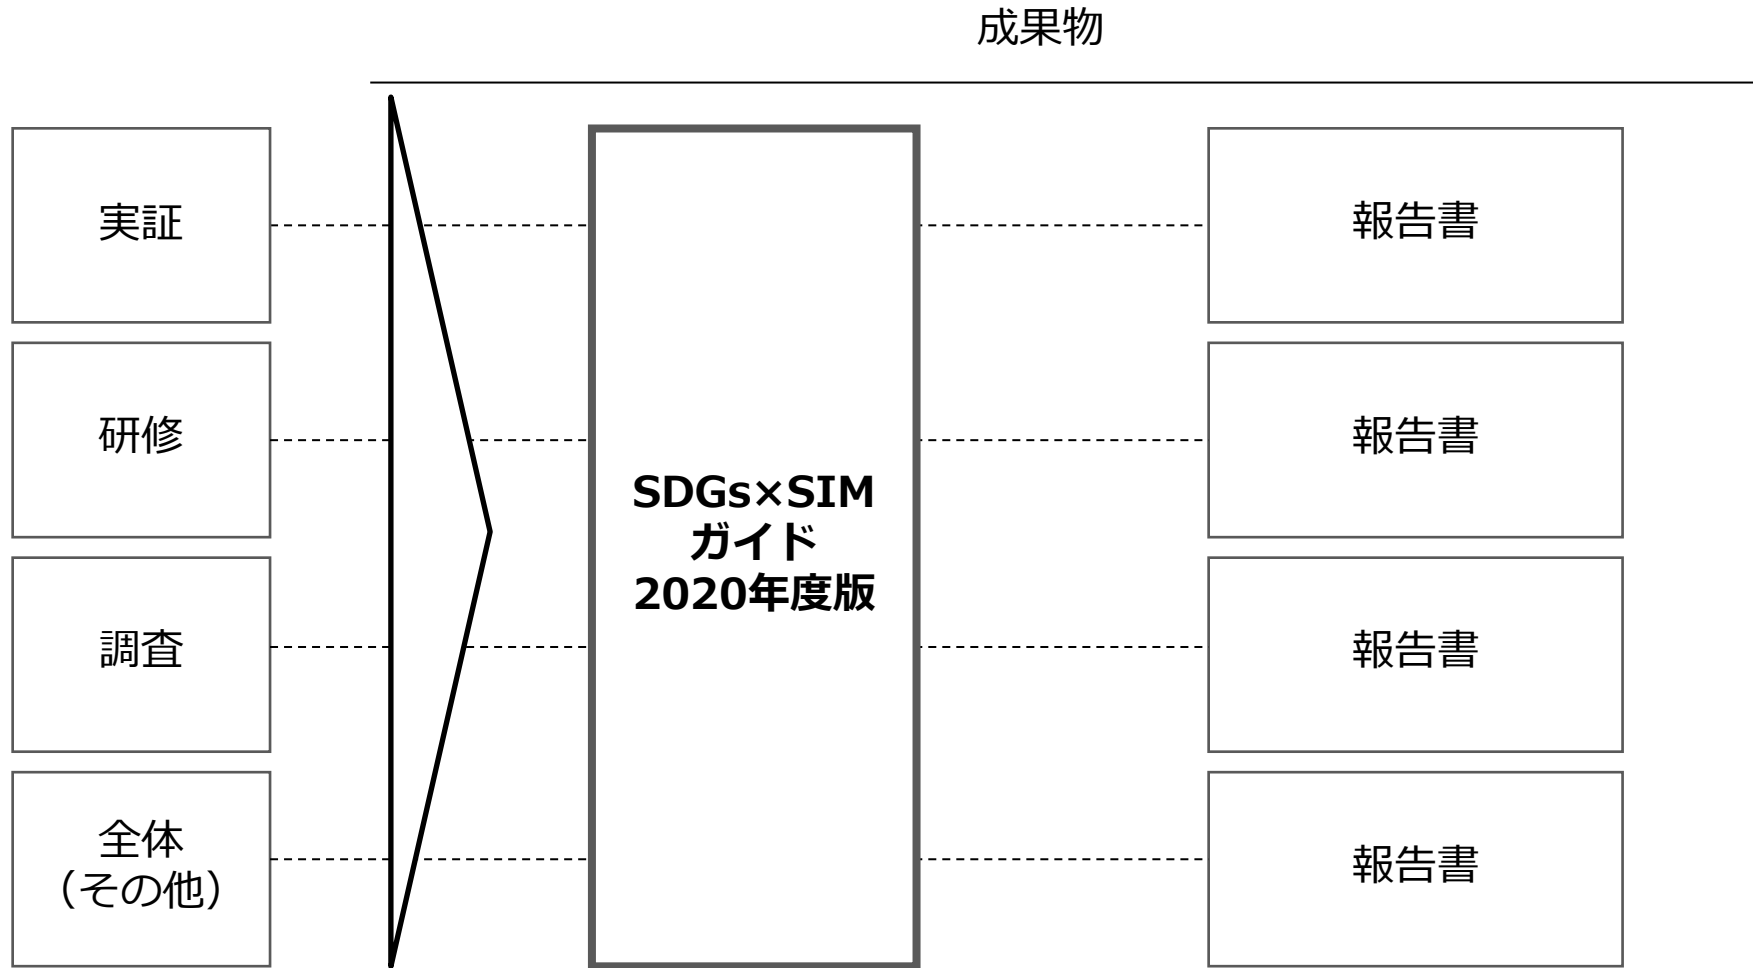 成果物
実証
報告書
研修
報告書
SDGs×SIM
ガイド
2020年度版
調査
報告書
全体
（その他）
報告書